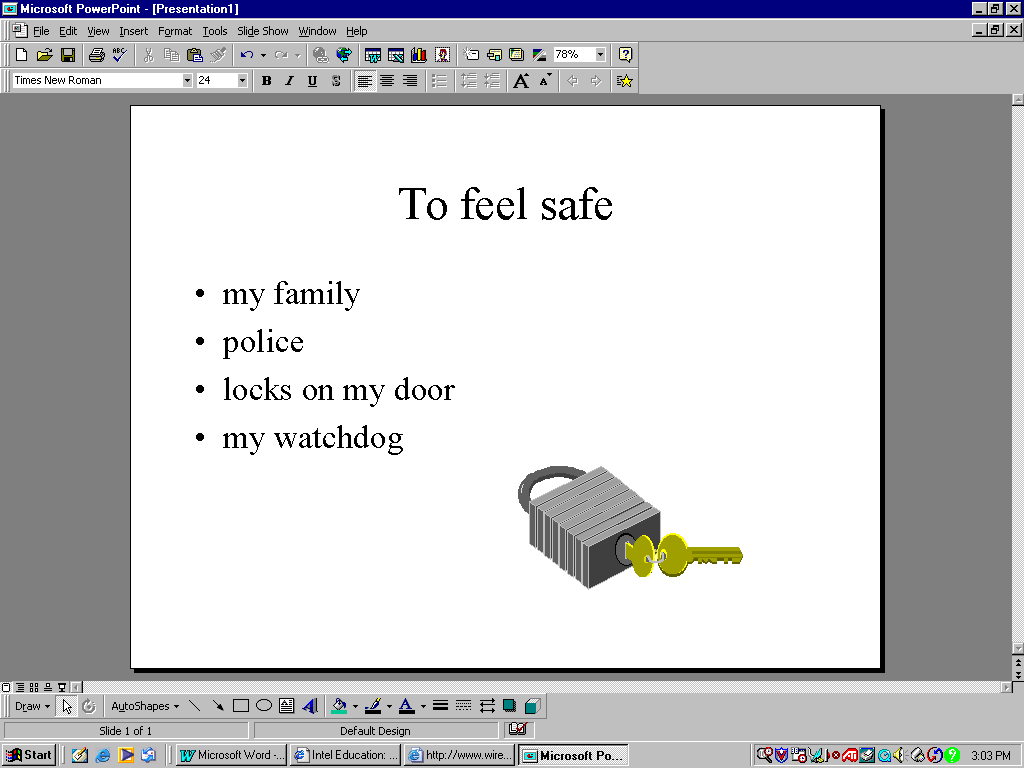 Microsoft PowerPoint - [Presentation1]
File Edit View Insert Format Tools Slide Show Window Help
ABC 78% ?
Times New Roman 24 B I U S A A
To feel safe
• my family
• police
• locks on my door
• my watchdog
Draw AutoShapes A A
Slide 1 of 1 Default Design
Start Microsoft Word -... Intel Education: ... http://www.wire... Microsoft Po... 3:03 PM